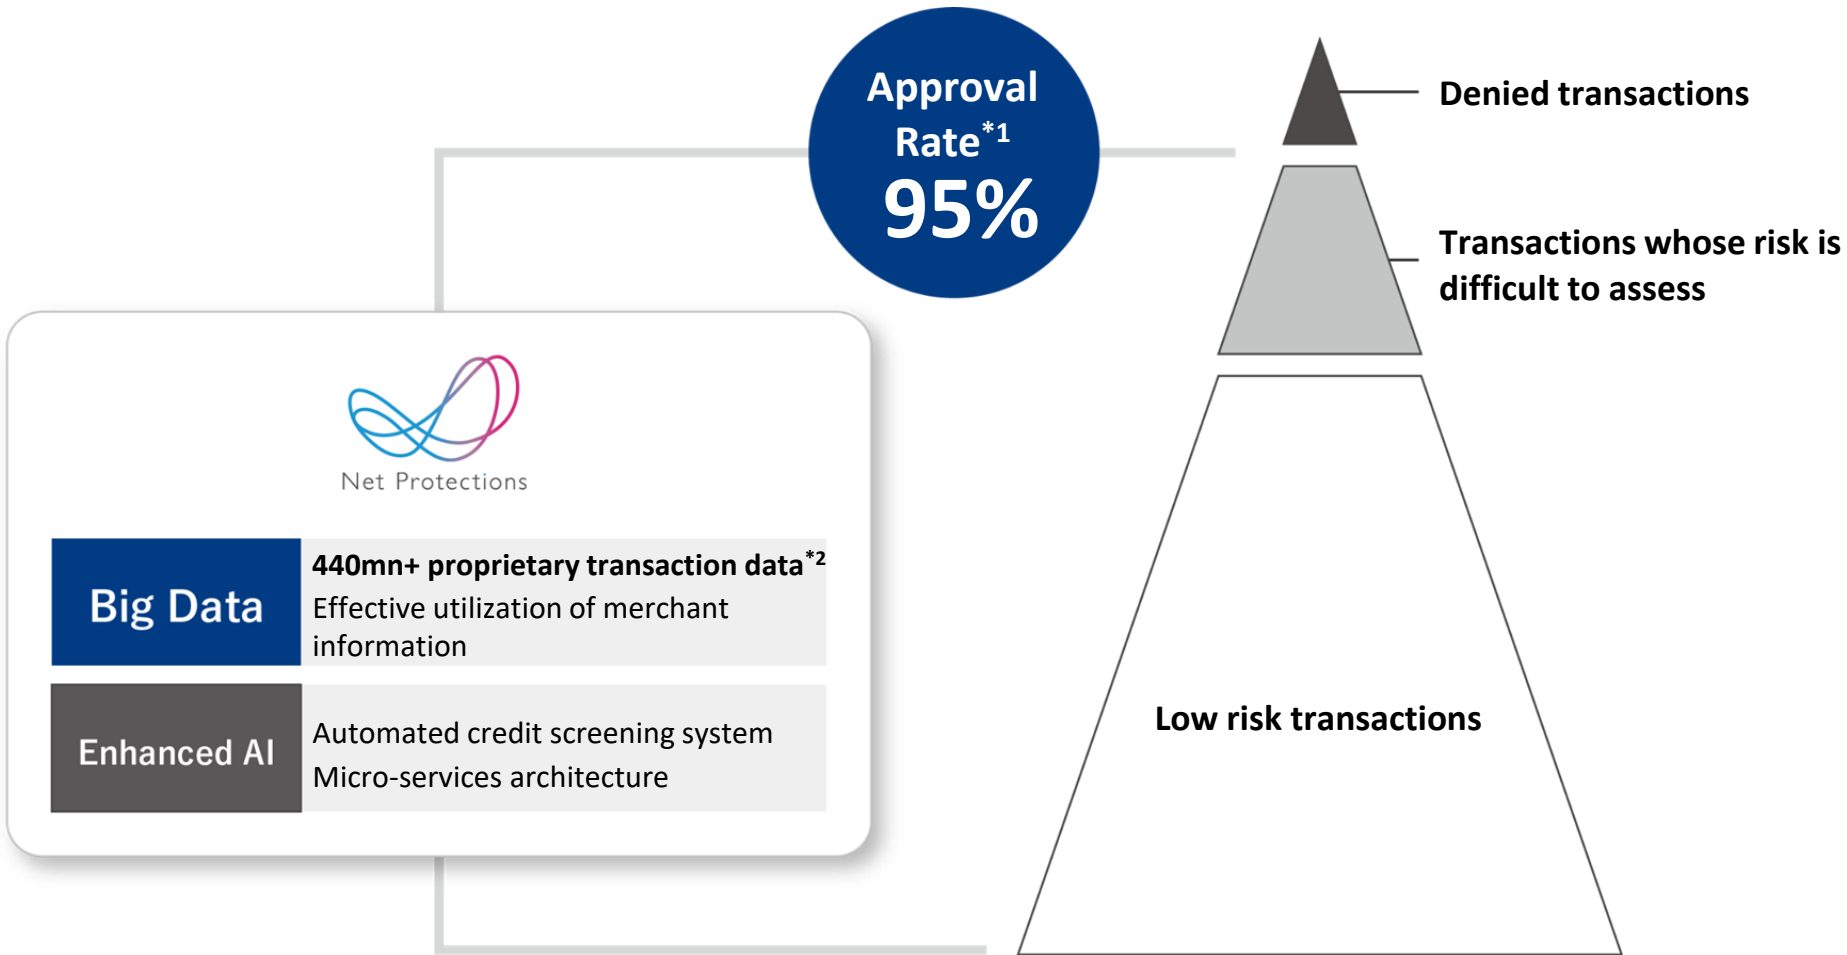 Approval
Rate*1
95%
Denied transactions
Transactions whose risk is
difficult to assess
Net Protections
Big Data
440mn+ proprietary transaction data*2
Effective utilization of merchant
information
Enhanced AI
Automated credit screening system
Micro-services architecture
Low risk transactions